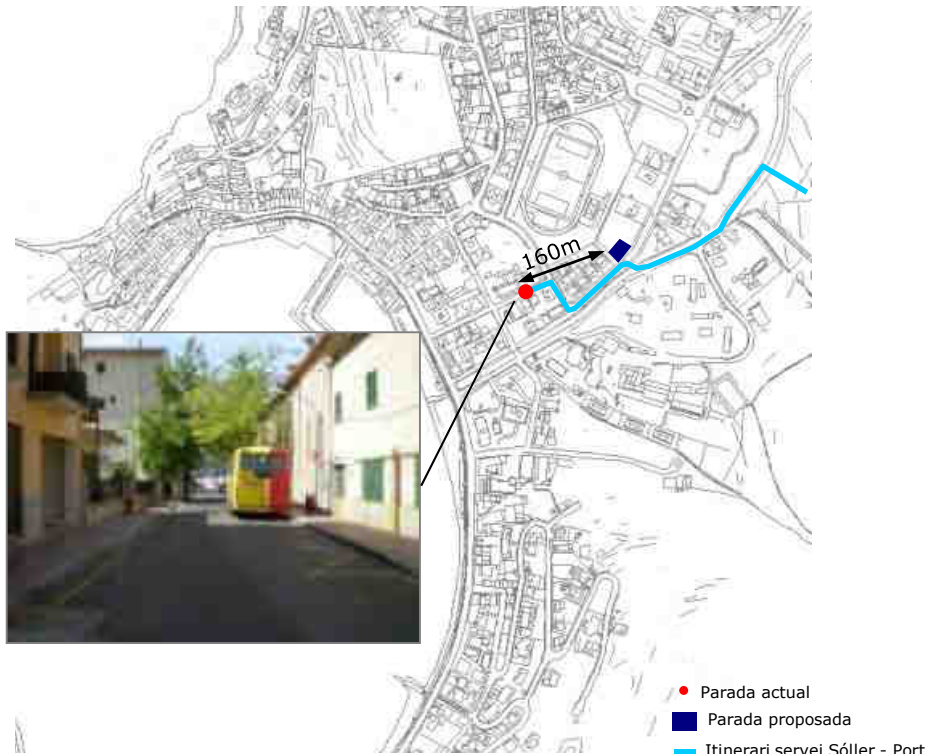 160m
Parada actual
Parada proposada
Itinerari servei Sóller - Port